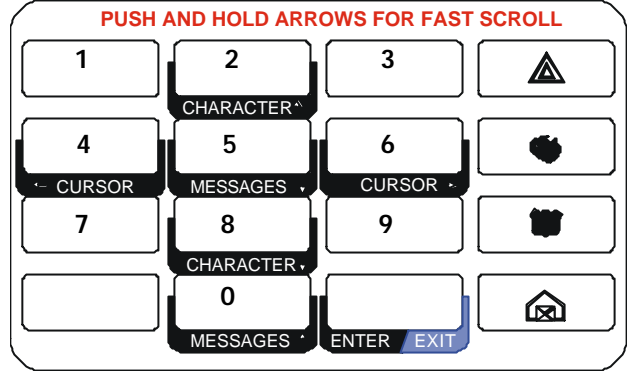 PUSH AND HOLD ARROWS FOR FAST SCROLL
1 2 3
CHARACTER
4 5 6
← CURSOR MESSAGES CURSOR
7 8 9
CHARACTER
0
MESSAGES ENTER EXIT